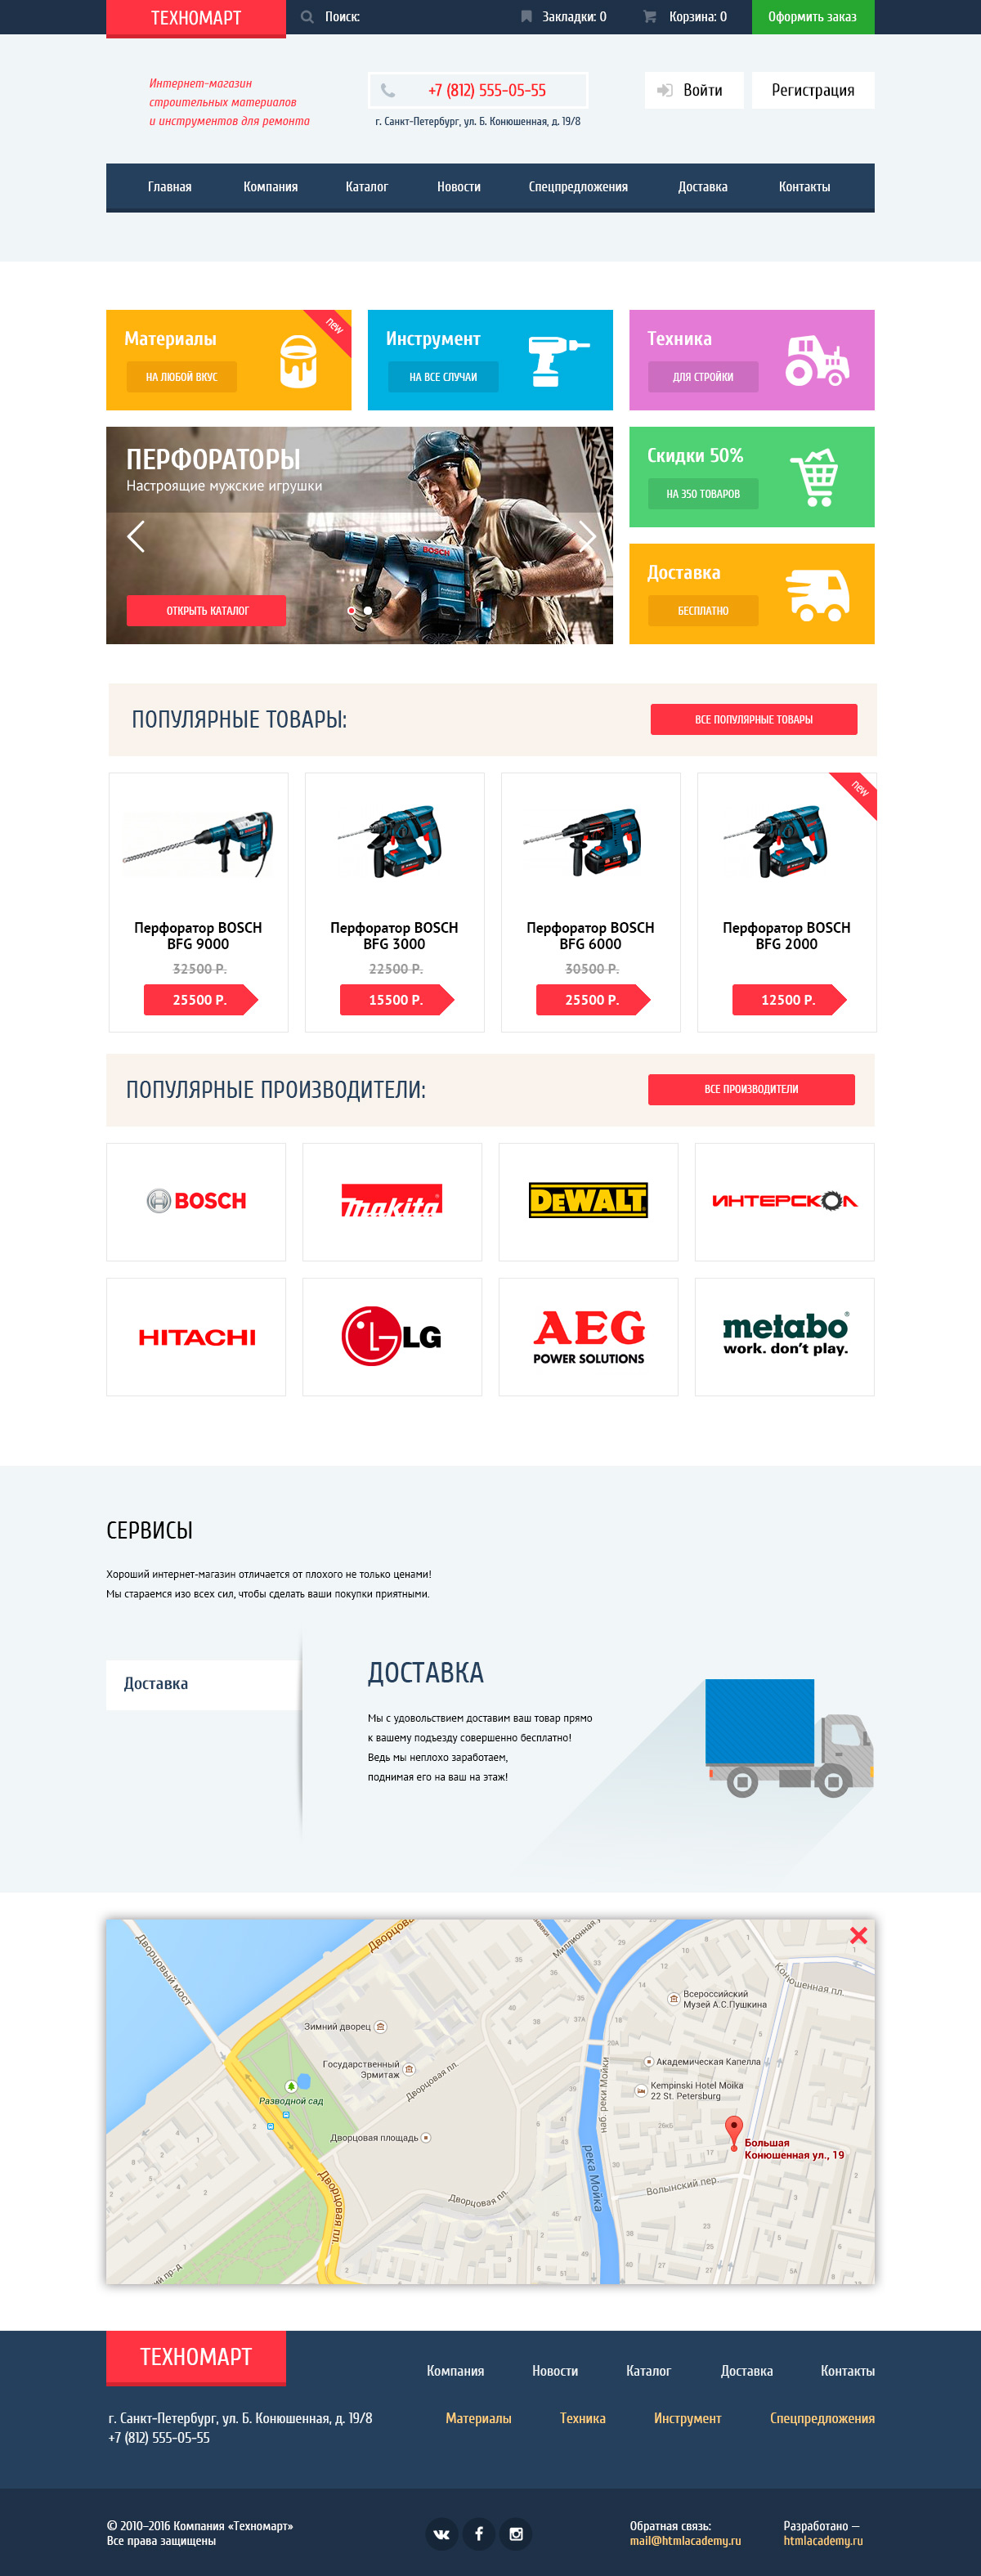 ТЕХНОМАРТ
Поиск:
Закладки: 0
Корзина: 0
Оформить заказ
Интернет-магазин
строительных материалов
и инструментов для ремонта
+7 (812) 555-05-55
г. Санкт-Петербург, ул. Б. Конюшенная, д. 19/8
Войти
Регистрация
Главная
Компания
Каталог
Новости
Спецпредложения
Доставка
Контакты
Материалы
НА ЛЮБОЙ ВКУС
new
Инструмент
НА ВСЕ СЛУЧАИ
Техника
ДЛЯ СТРОЙКИ
ПЕРФОРАТОРЫ
Настроящие мужские игрушки
BOSCH
Professional
ОТКРЫТЬ КАТАЛОГ
Скидки 50%
НА 350 ТОВАРОВ
Доставка
БЕСПЛАТНО
ПОПУЛЯРНЫЕ ТОВАРЫ:
ВСЕ ПОПУЛЯРНЫЕ ТОВАРЫ
Перфоратор BOSCH
BFG 9000
32500 Р.
25500 Р.
Перфоратор BOSCH
BFG 3000
22500 Р.
15500 Р.
Перфоратор BOSCH
BFG 6000
30500 Р.
25500 Р.
new
Перфоратор BOSCH
BFG 2000
12500 Р.
ПОПУЛЯРНЫЕ ПРОИЗВОДИТЕЛИ:
ВСЕ ПРОИЗВОДИТЕЛИ
BOSCH
makita
DEWALT
ИНТЕРСКОЛ
HITACHI
LG
AEG
POWER SOLUTIONS
metabo®
work. don't play.
СЕРВИСЫ
Хороший интернет-магазин отличается от плохого не только ценами!
Мы стараемся изо всех сил, чтобы сделать ваши покупки приятными.
Доставка
ДОСТАВКА
Мы с удовольствием доставим ваш товар прямо
к вашему подъезду совершенно бесплатно!
Ведь мы неплохо заработаем,
поднимая его на ваш на этаж!
Дворцовый мост
Миллионная
Конюшенная пл.
Всероссийский
Музей А.С.Пушкина
Зимний дворец
Государственный
Эрмитаж
Дворцовая пл.
Академическая Капелла
Kempinski Hotel Moika
22 St. Petersburg
Разводной сад
наб. реки Мойки
Дворцовая площадь
Большая
Конюшенная ул., 19
река Мойка
Волынский пер.
Дворцовая пл.
Дворцовая пл.
ТЕХНОМАРТ
Компания
Новости
Каталог
Доставка
Контакты
г. Санкт-Петербург, ул. Б. Конюшенная, д. 19/8
+7 (812) 555-05-55
Материалы
Техника
Инструмент
Спецпредложения
© 2010–2016 Компания «Техномарт»
Все права защищены
Обратная связь:
mail@htmlacademy.ru
Разработано —
htmlacademy.ru